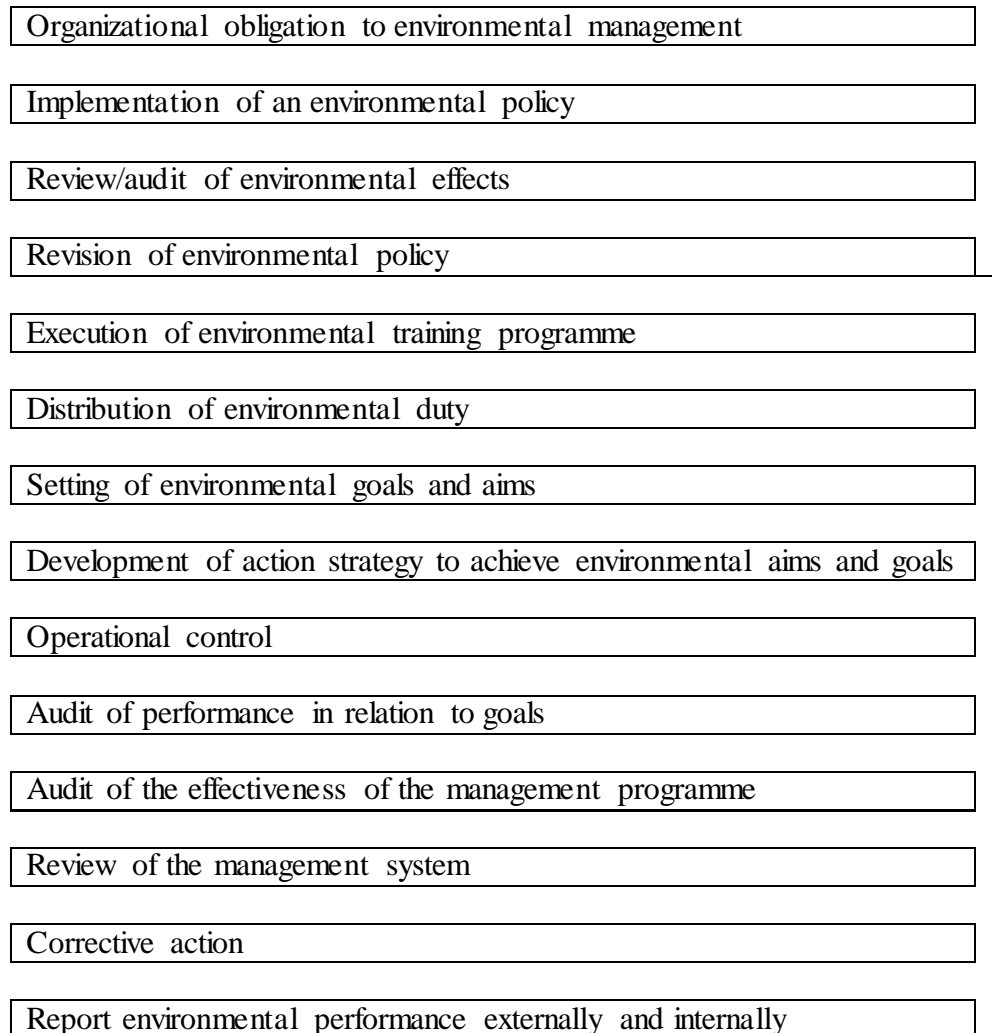 Organizational obligation to environmental management
Implementation of an environmental policy
Review/audit of environmental effects
Revision of environmental policy
Execution of environmental training programme
Distribution of environmental duty
Setting of environmental goals and aims
Development of action strategy to achieve environmental aims and goals
Operational control
Audit of performance in relation to goals
Audit of the effectiveness of the management programme
Review of the management system
Corrective action
Report environmental performance externally and internally